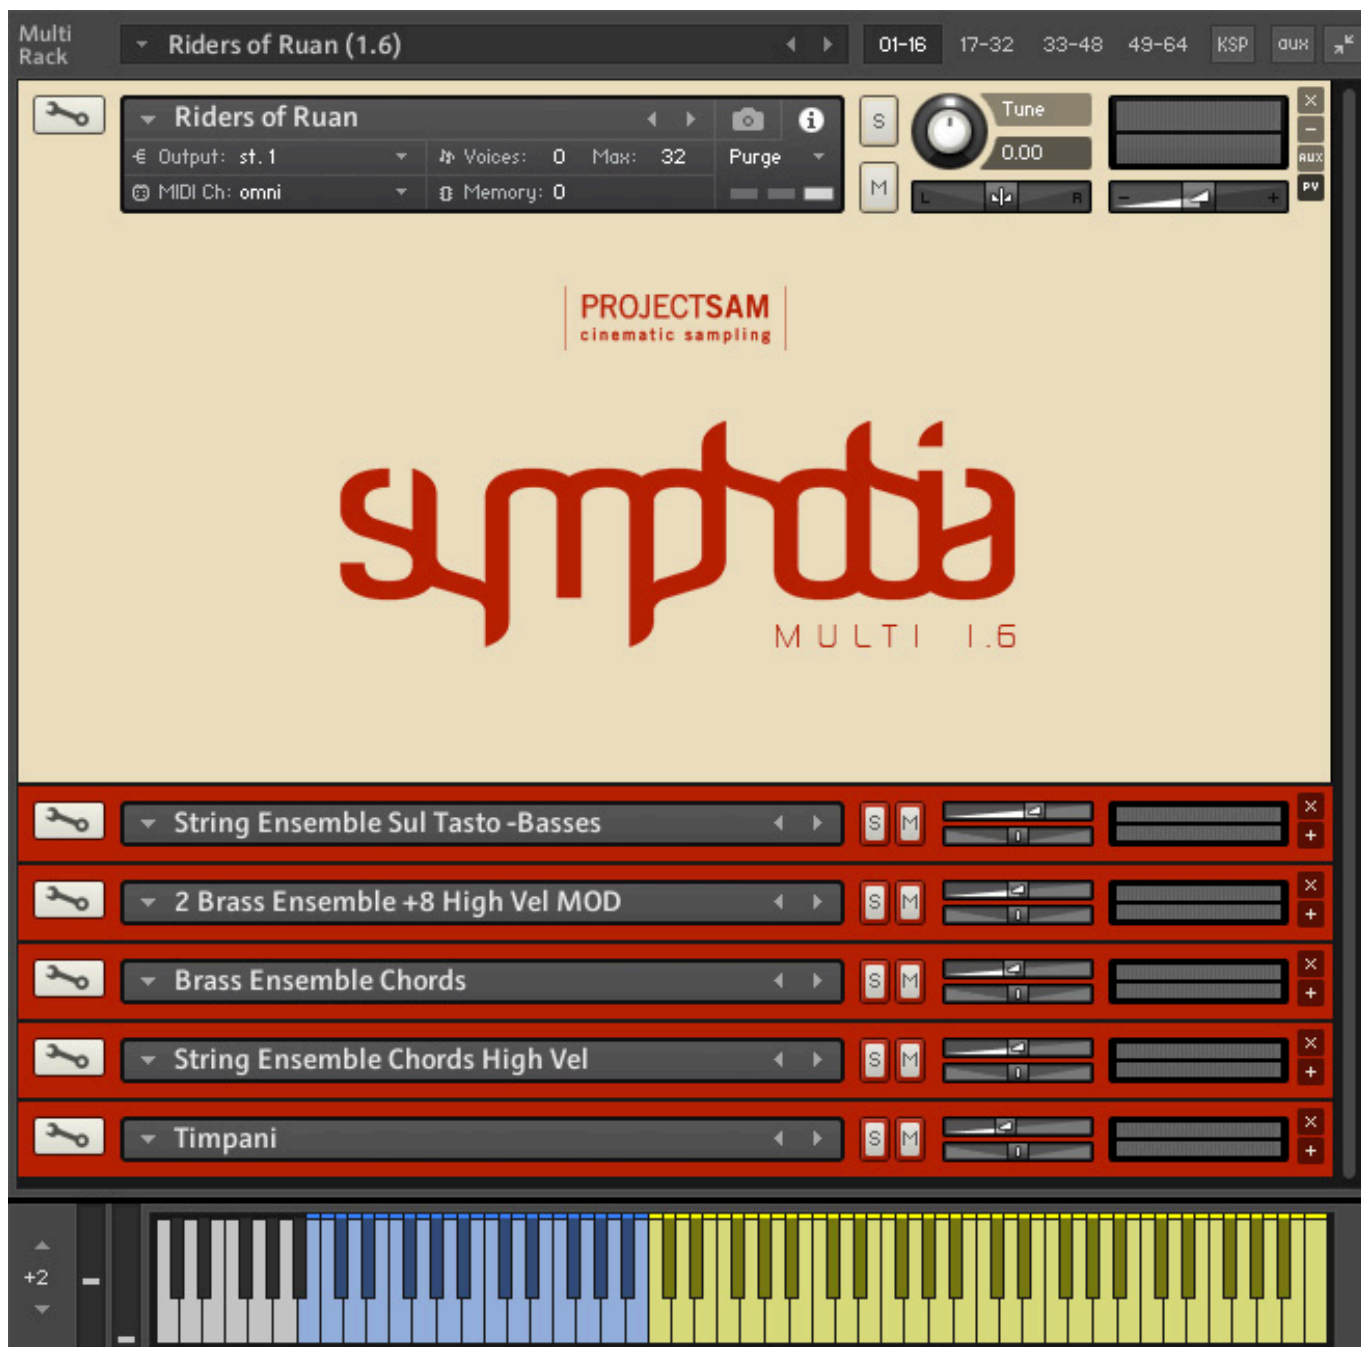 Multi Rack
Riders of Ruan (1.6)
01-16 17-32 33-48 49-64 KSP aux
Riders of Ruan
S
Tune
Output: st. 1 Voices: 0 Max: 32 Purge
0.00
AUX
MIDI Ch: omni Memory: 0
M
L R
- +
PV
PROJECTSAM
cinematic sampling
symphobia
MULTI 1.6
String Ensemble Sul Tasto -Basses S M
2 Brass Ensemble +8 High Vel MOD S M
Brass Ensemble Chords S M
String Ensemble Chords High Vel S M
Timpani S M
+2